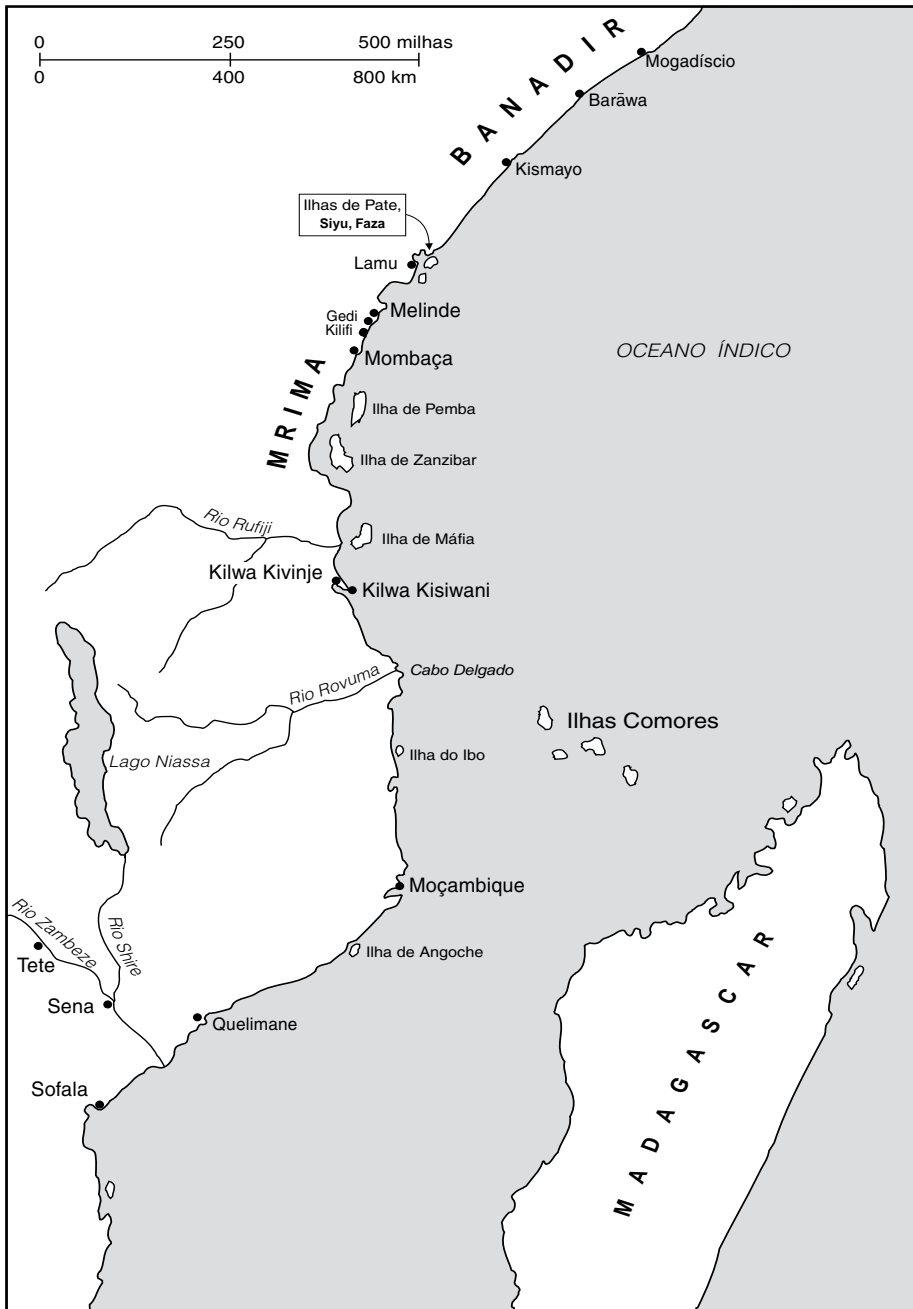 0 250 500 milhas
0 400 800 km
BANADIR
Mogadíscio
Barāwa
Kismayo
Ilhas de Pate,
Siyu, Faza
Lamu
Melinde
Gedi
Kilifi
Mombaça
OCEANO ÍNDICO
MRIMA
Ilha de Pemba
Ilha de Zanzibar
Rio Rufiji
Ilha de Máfia
Kilwa Kivinje
Kilwa Kisiwani
Cabo Delgado
Rio Rovuma
Ilhas Comores
Lago Niassa
Ilha do Ibo
Moçambique
Rio Zambeze
Rio Shire
Ilha de Angoche
Tete
Sena
Quelimane
MADAGASCAR
Sofala